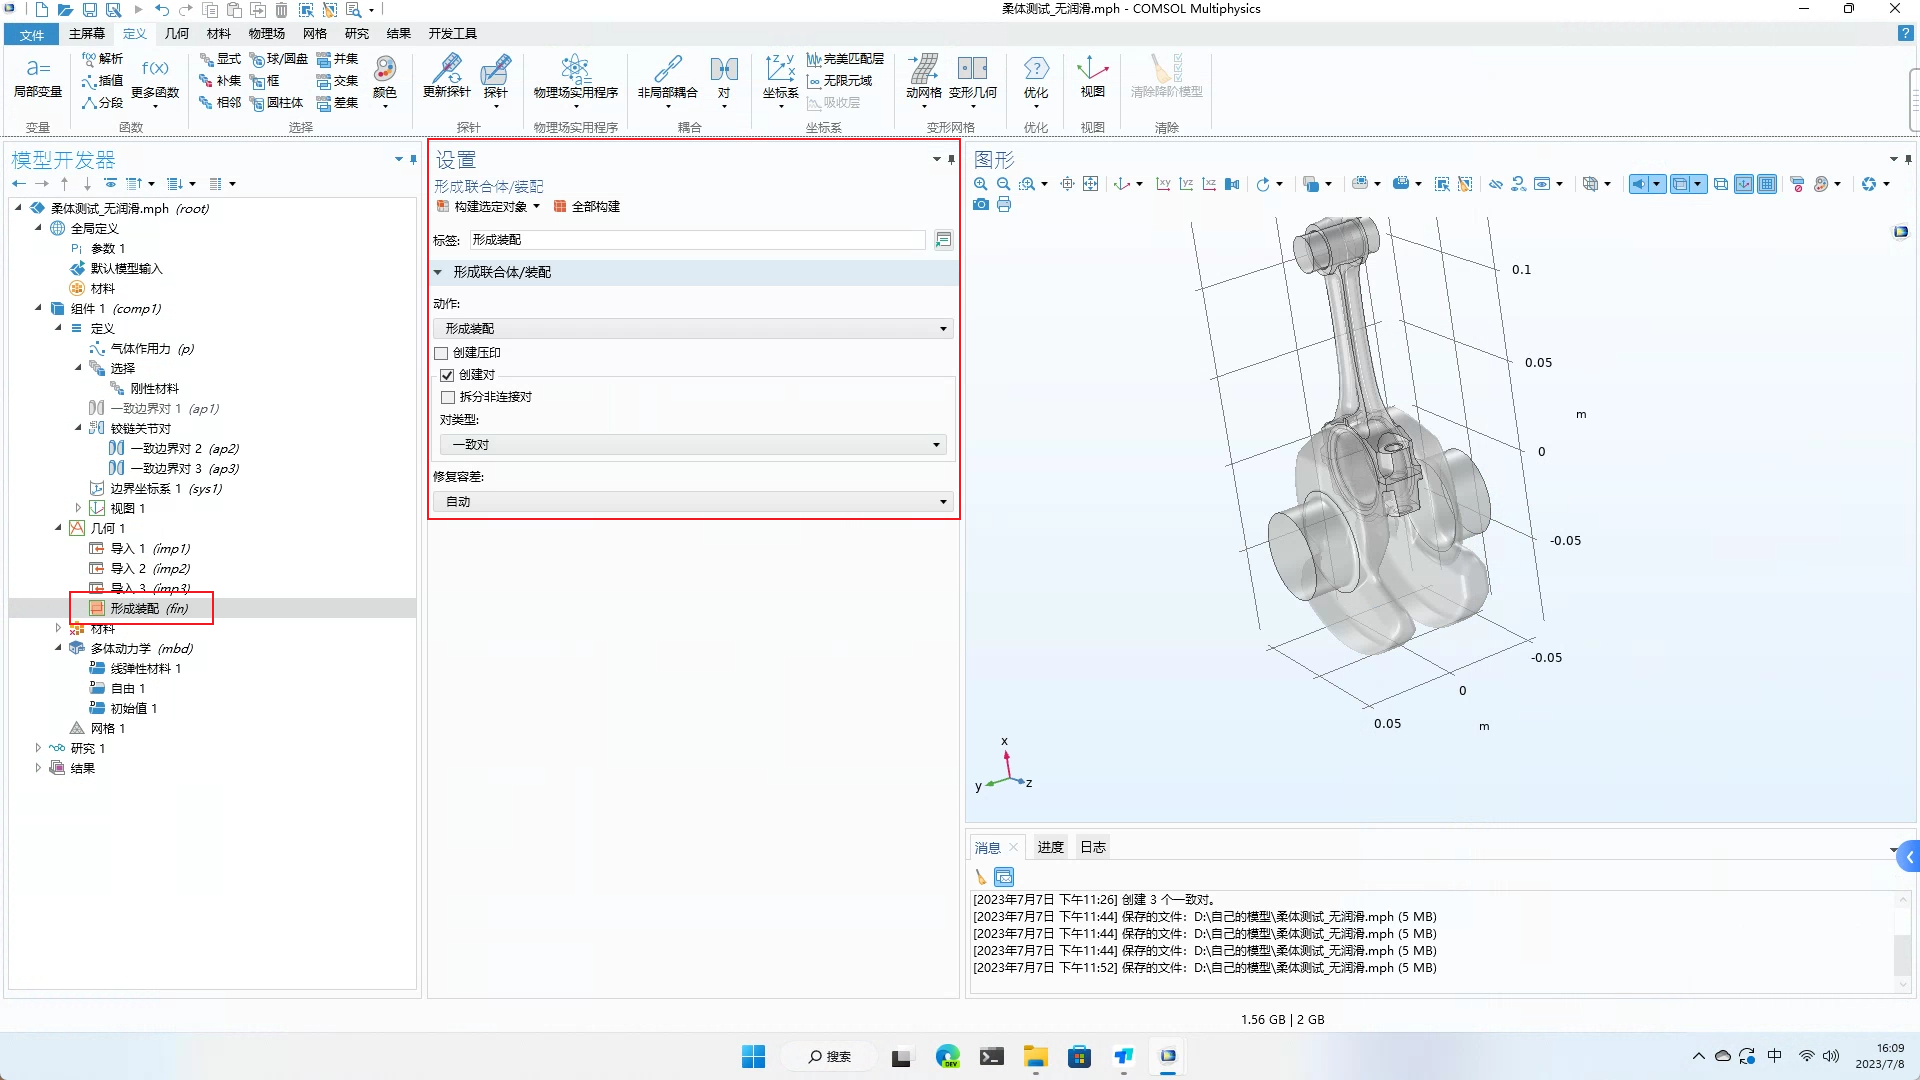 柔体测试_无润滑.mph - COMSOL Multiphysics
文件 主屏幕 定义 几何 材料 物理场 网格 研究 结果 开发工具
a=
局部变量
变量
f(x) 解析
插值
分段
f(x)
更多函数
函数
显式
补集
相邻
球/圆盘
框
圆柱体
并集
交集
差集
颜色
选择
更新探针
探针
探针
物理场实用程序
物理场实用程序
非局部耦合
对
耦合
坐标系
完美匹配层
无限元域
吸收层
坐标系
动网格
变形几何
变形网格
优化
优化
视图
视图
清除降阶模型
清除
模型开发器
柔体测试_无润滑.mph (root)
全局定义
Pi 参数 1
默认模型输入
材料
组件 1 (comp1)
定义
气体作用力 (p)
选择
刚性材料
一致边界对 1 (ap1)
铰链关节对
一致边界对 2 (ap2)
一致边界对 3 (ap3)
边界坐标系 1 (sys1)
视图 1
几何 1
导入 1 (imp1)
导入 2 (imp2)
导入 3 (imp3)
形成装配 (fin)
材料
多体动力学 (mbd)
线弹性材料 1
自由 1
初始值 1
网格 1
研究 1
结果
设置
形成联合体/装配
构建选定对象 全部构建
标签: 形成装配
形成联合体/装配
动作:
形成装配
创建压印
创建对
拆分非连接对
对类型:
一致对
修复容差:
自动
图形
xy yz xz
0.1
0.05
m
0
-0.05
-0.05
0
0.05
m
x
y
z
消息 进度 日志
[2023年7月7日 下午11:26] 创建 3 个一致对。
[2023年7月7日 下午11:44] 保存的文件: D:\自己的模型\柔体测试_无润滑.mph (5 MB)
[2023年7月7日 下午11:44] 保存的文件: D:\自己的模型\柔体测试_无润滑.mph (5 MB)
[2023年7月7日 下午11:44] 保存的文件: D:\自己的模型\柔体测试_无润滑.mph (5 MB)
[2023年7月7日 下午11:52] 保存的文件: D:\自己的模型\柔体测试_无润滑.mph (5 MB)
1.56 GB | 2 GB
搜索
DEV
中
16:09
2023/7/8